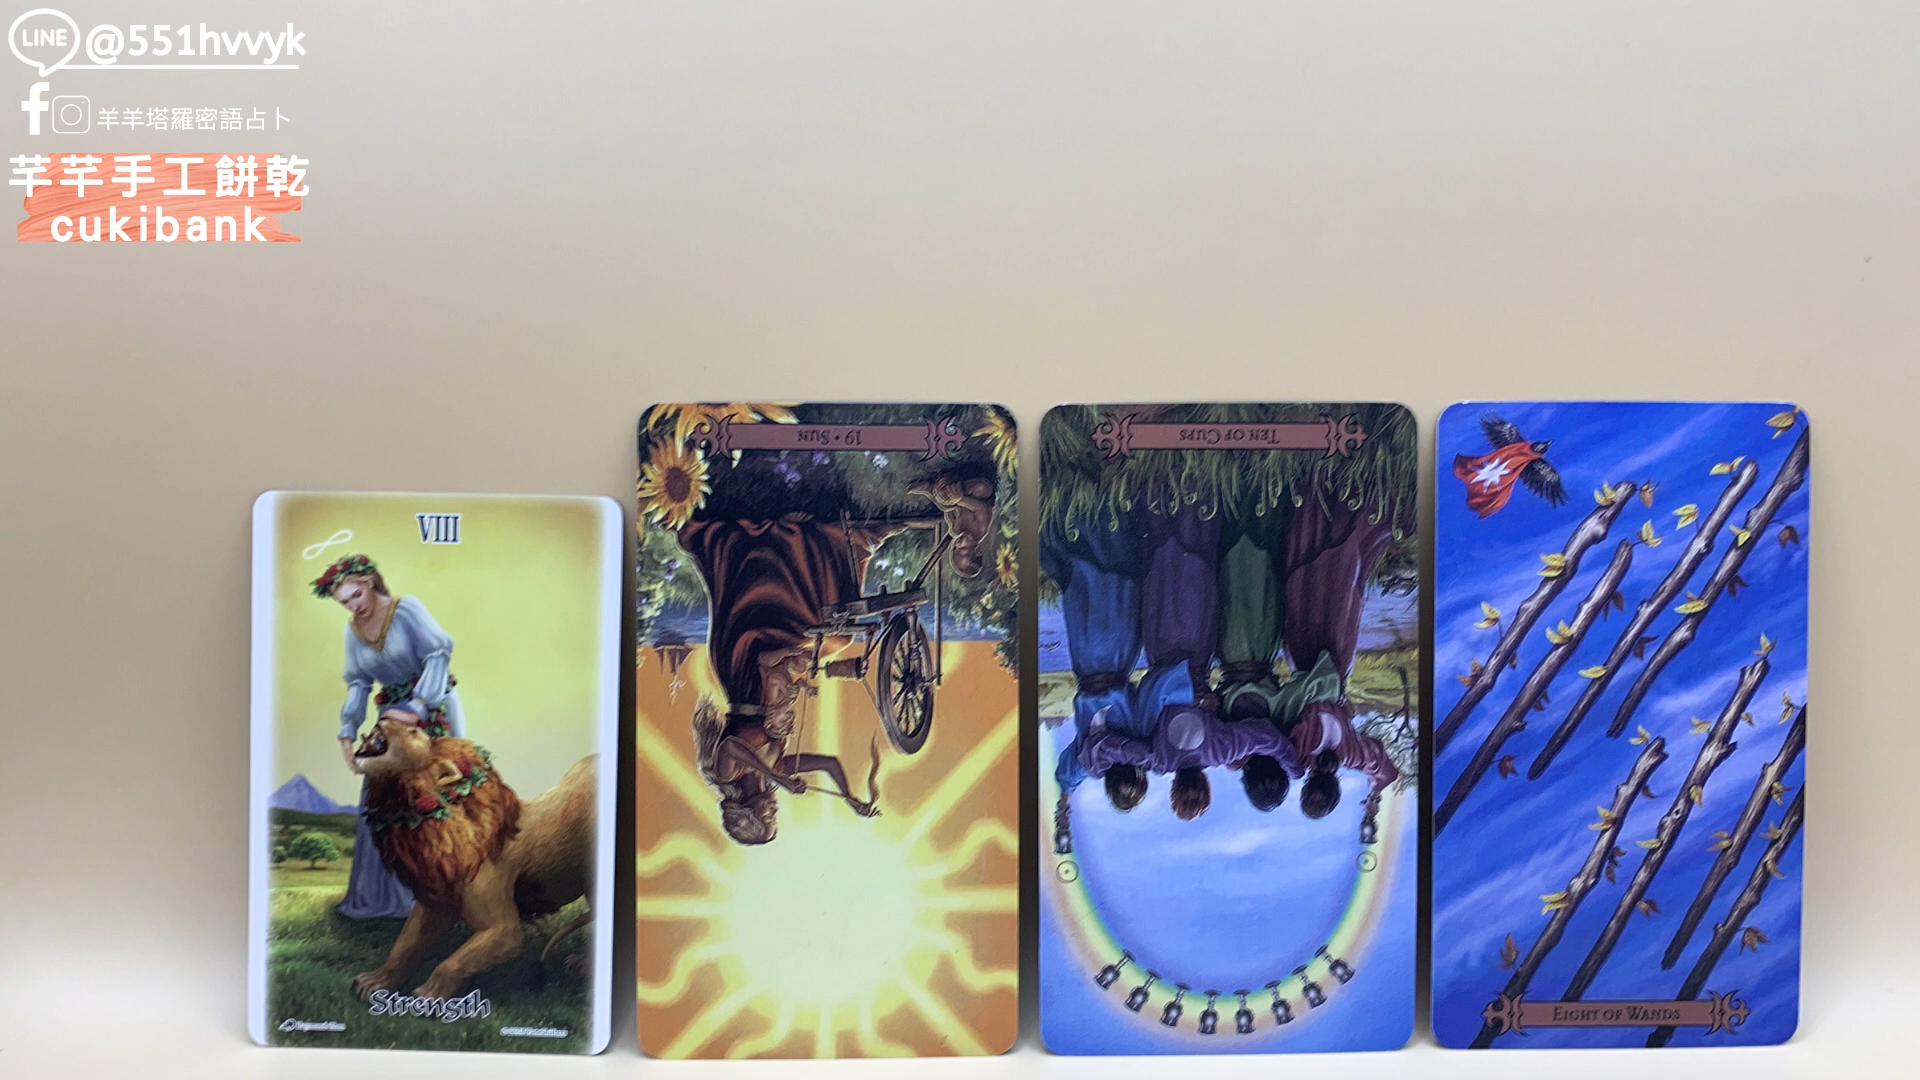 LINE @551hvvyk
羊羊塔羅密語占卜
芊芊手工餅乾
cukibank
VIII
Strength
19 • SUN
TEN OF CUPS
EIGHT OF WANDS